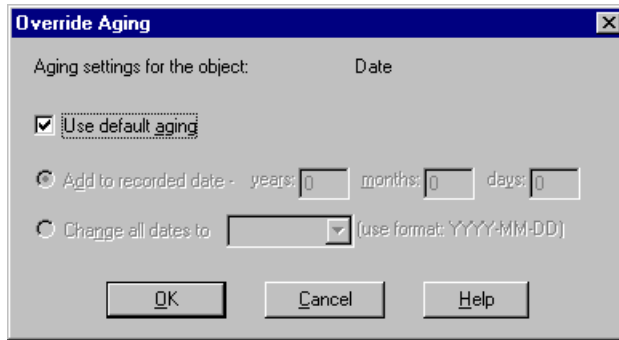 Override Aging
Aging settings for the object: Date
Use default aging
Add to recorded date - years: 0 months: 0 days: 0
Change all dates to (use format: YYYY-MM-DD)
OK Cancel Help